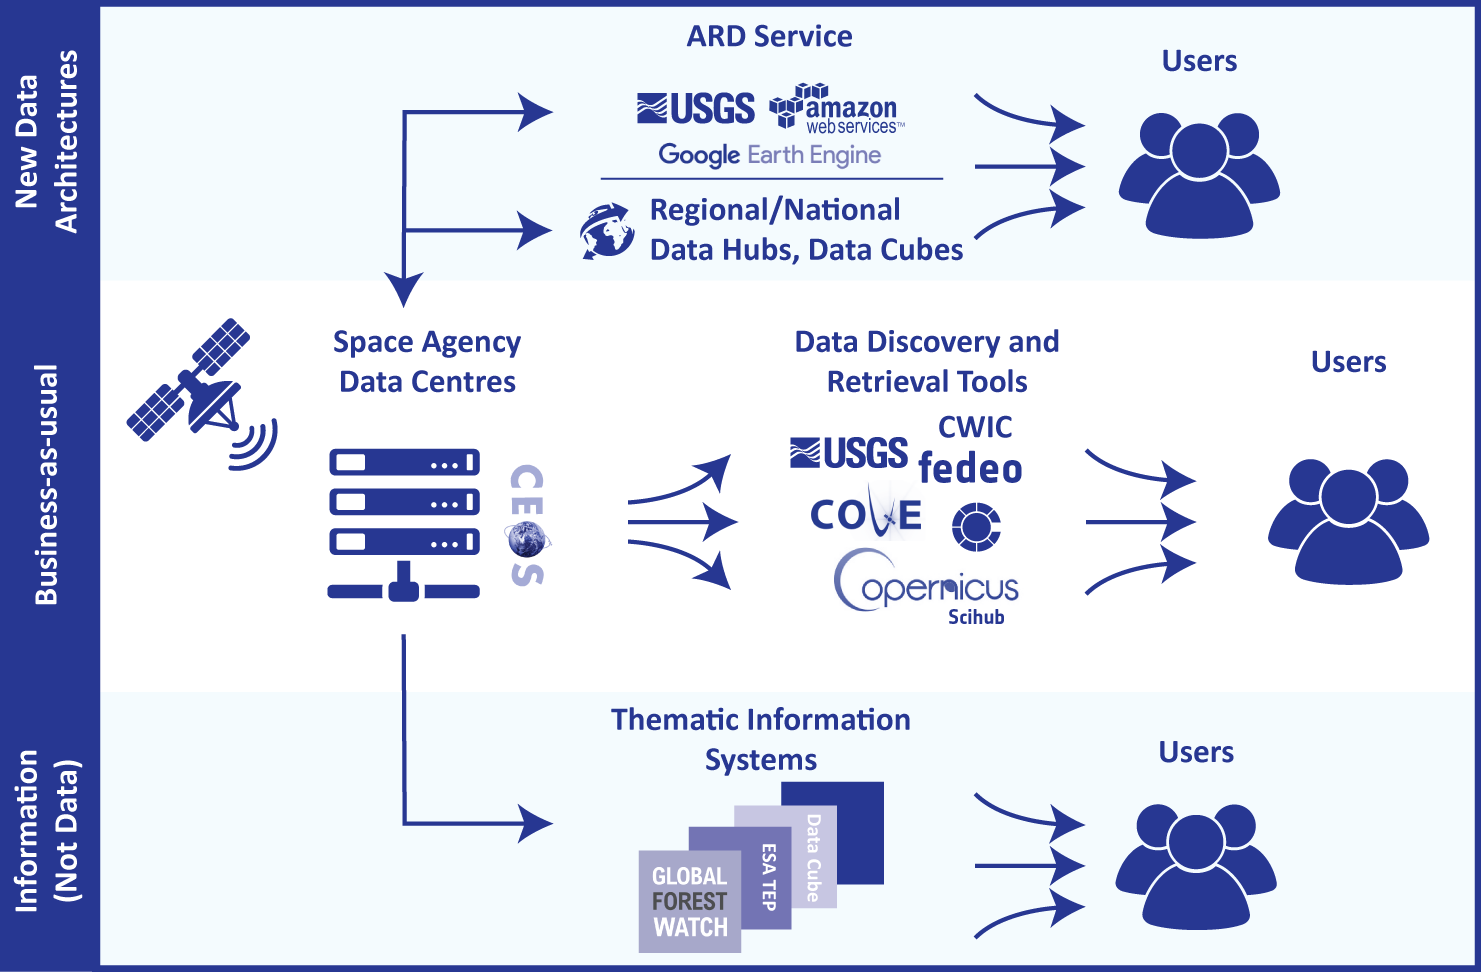 New Data
Architectures
ARD Service
USGS
amazon
webservices™
Google Earth Engine
Regional/National
Data Hubs, Data Cubes
Users
Business-as-usual
Space Agency
Data Centres
CEOS
Data Discovery and
Retrieval Tools
USGS
CWIC
fedeo
COVE
Copernicus
Scihub
Users
Information
(Not Data)
Thematic Information
Systems
GLOBAL
FOREST
WATCH
ESA TEP
Data Cube
Users